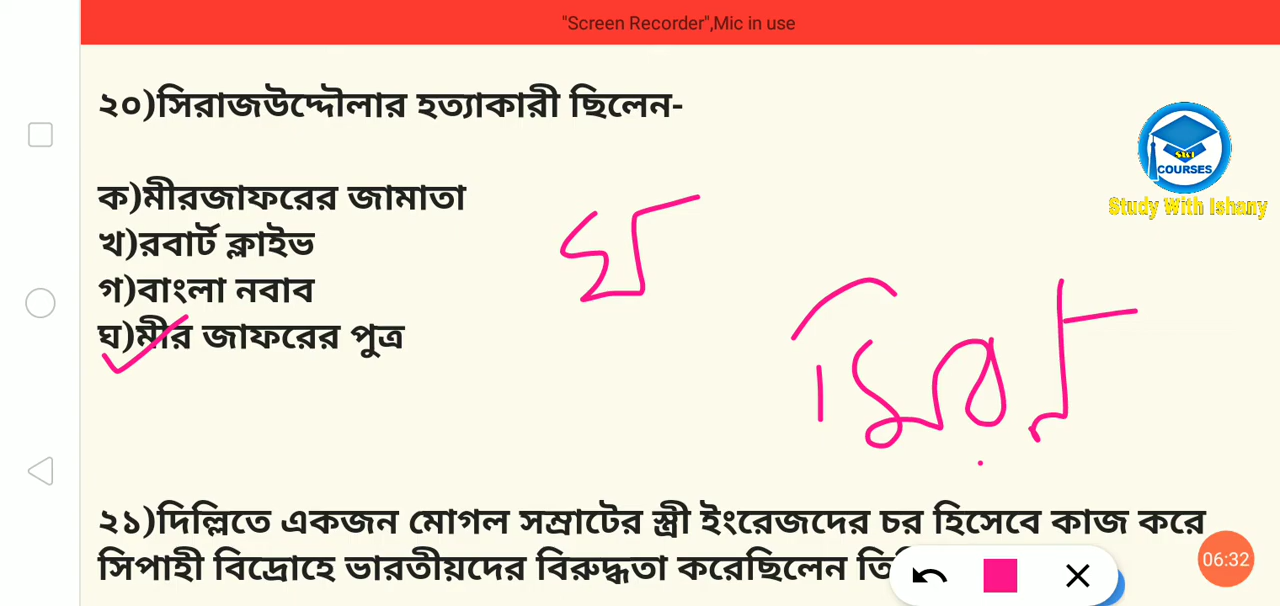 "Screen Recorder",Mic in use
২০)সিরাজউদ্দৌলার হত্যাকারী ছিলেন-
COURSES
Study With Ishany
ক)মীরজাফরের জামাতা
খ)রবার্ট ক্লাইভ
গ)বাংলা নবাব
ঘ)মীর জাফরের পুত্র
ঘ
২১)দিল্লিতে একজন মোগল সম্রাটের স্ত্রী ইংরেজদের চর হিসেবে কাজ করে
সিপাহী বিদ্রোহে ভারতীয়দের বিরুদ্ধতা করেছিলেন
06:32